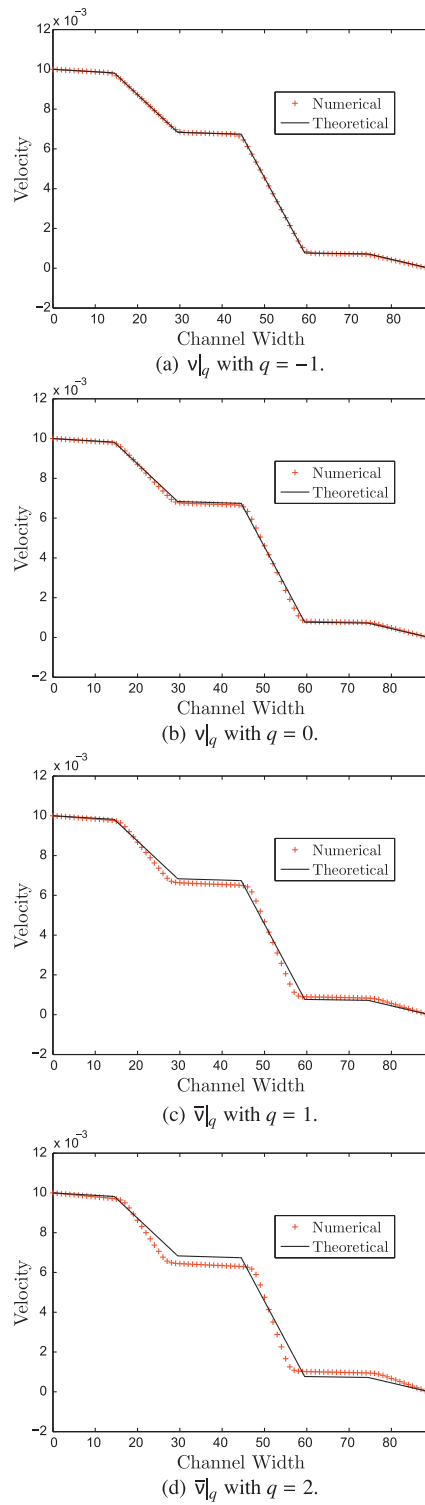 x 10⁻³
12
10
8
6
4
2
0
−2
Velocity
+ Numerical
Theoretical
0 10 20 30 40 50 60 70 80
Channel Width
(a) ν|q with q = −1.
x 10⁻³
12
10
8
6
4
2
0
−2
Velocity
+ Numerical
Theoretical
0 10 20 30 40 50 60 70 80
Channel Width
(b) ν|q with q = 0.
x 10⁻³
12
10
8
6
4
2
0
−2
Velocity
+ Numerical
Theoretical
0 10 20 30 40 50 60 70 80
Channel Width
(c) ν̅|q with q = 1.
x 10⁻³
12
10
8
6
4
2
0
−2
Velocity
+ Numerical
Theoretical
0 10 20 30 40 50 60 70 80
Channel Width
(d) ν̅|q with q = 2.